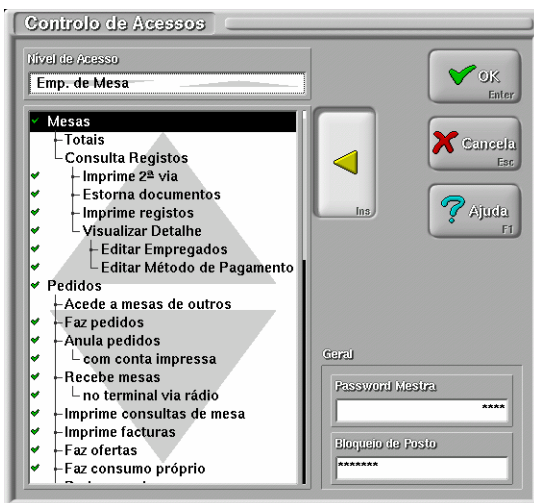 Controlo de Acessos
Nível de Acesso
Emp. de Mesa
OK
Enter
Mesas
Totais
Consulta Registos
Imprime 2ª via
Estorna documentos
Imprime registos
Visualizar Detalhe
Editar Empregados
Editar Método de Pagamento
Pedidos
Acede a mesas de outros
Faz pedidos
Anula pedidos
com conta impressa
Recebe mesas
no terminal via rádio
Imprime consultas de mesa
Imprime facturas
Faz ofertas
Faz consumo próprio
Ins
Cancela
Esc
Ajuda
F1
Geral
Password Mestra
****
Bloqueio de Posto
*******